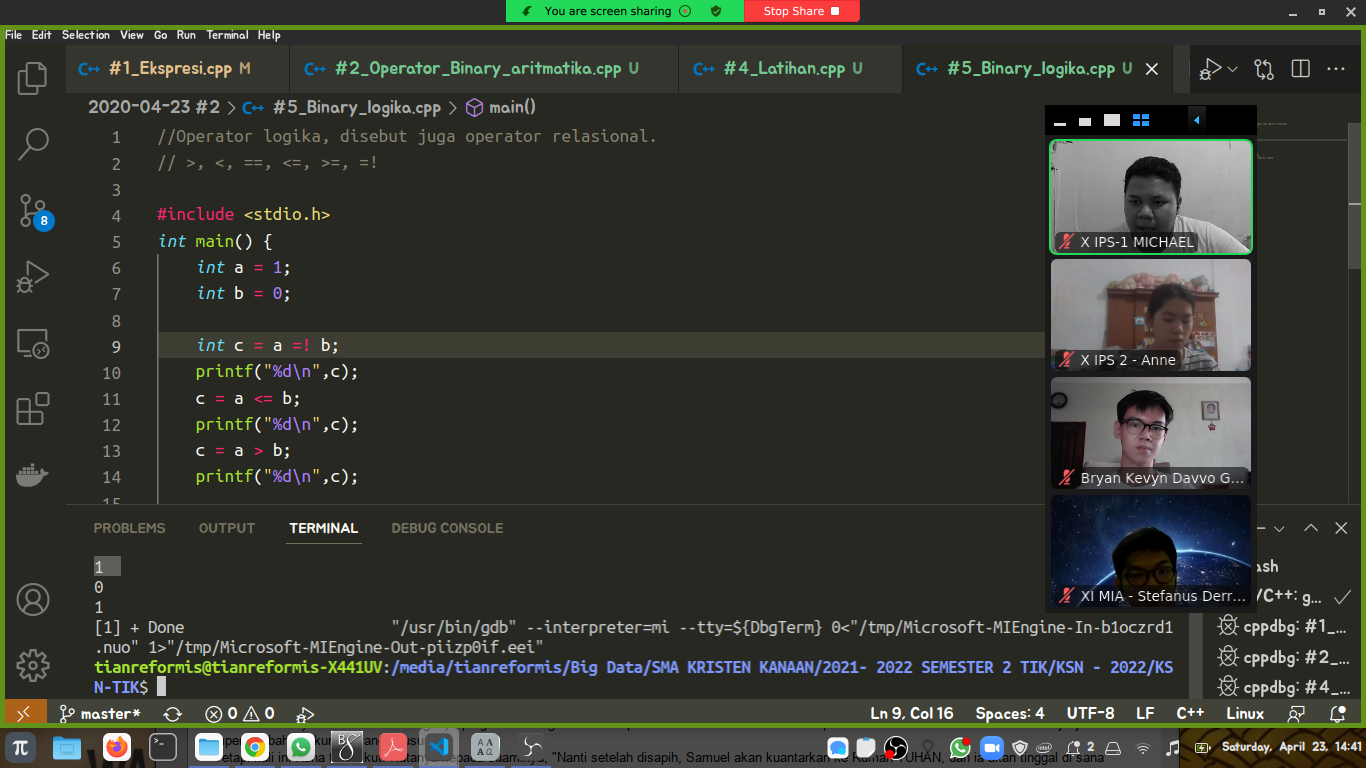 You are screen sharing
Stop Share
File Edit Selection View Go Run Terminal Help
#1_Ekspresi.cpp M
#2_Operator_Binary_aritmatika.cpp U
#4_Latihan.cpp U
#5_Binary_logika.cpp U
2020-04-23 #2 > #5_Binary_logika.cpp > main()
1 //Operator logika, disebut juga operator relasional.
2 // >, <, ==, <=, >=, =!
3
4 #include <stdio.h>
5 int main() {
6 int a = 1;
7 int b = 0;
8
9 int c = a =! b;
10 printf("%d\n",c);
11 c = a <= b;
12 printf("%d\n",c);
13 c = a > b;
14 printf("%d\n",c);
15
X IPS-1 MICHAEL
X IPS 2 - Anne
Bryan Kevyn Davvo G...
XI MIA - Stefanus Derr...
8
PROBLEMS OUTPUT TERMINAL DEBUG CONSOLE
1
0
1
[1] + Done "/usr/bin/gdb" --interpreter=mi --tty=${DbgTerm} 0<"/tmp/Microsoft-MIEngine-In-b1oczrd1
.nuo" 1>"/tmp/Microsoft-MIEngine-Out-piizp0if.eei"
tianreformis@tianreformis-X441UV:/media/tianreformis/Big Data/SMA KRISTEN KANAAN/2021- 2022 SEMESTER 2 TIK/KSN - 2022/KS
N-TIK$
ash
/C++: g...
cppdbg: #1_...
cppdbg: #2_...
cppdbg: #4_...
master* 0 0
Ln 9, Col 16 Spaces: 4 UTF-8 LF C++ Linux
"Nanti setelah disapih, Samuel akan kuantarkan ke
TUHAN, dan ia akan tinggal di sana
2
Saturday, April 23, 14:41